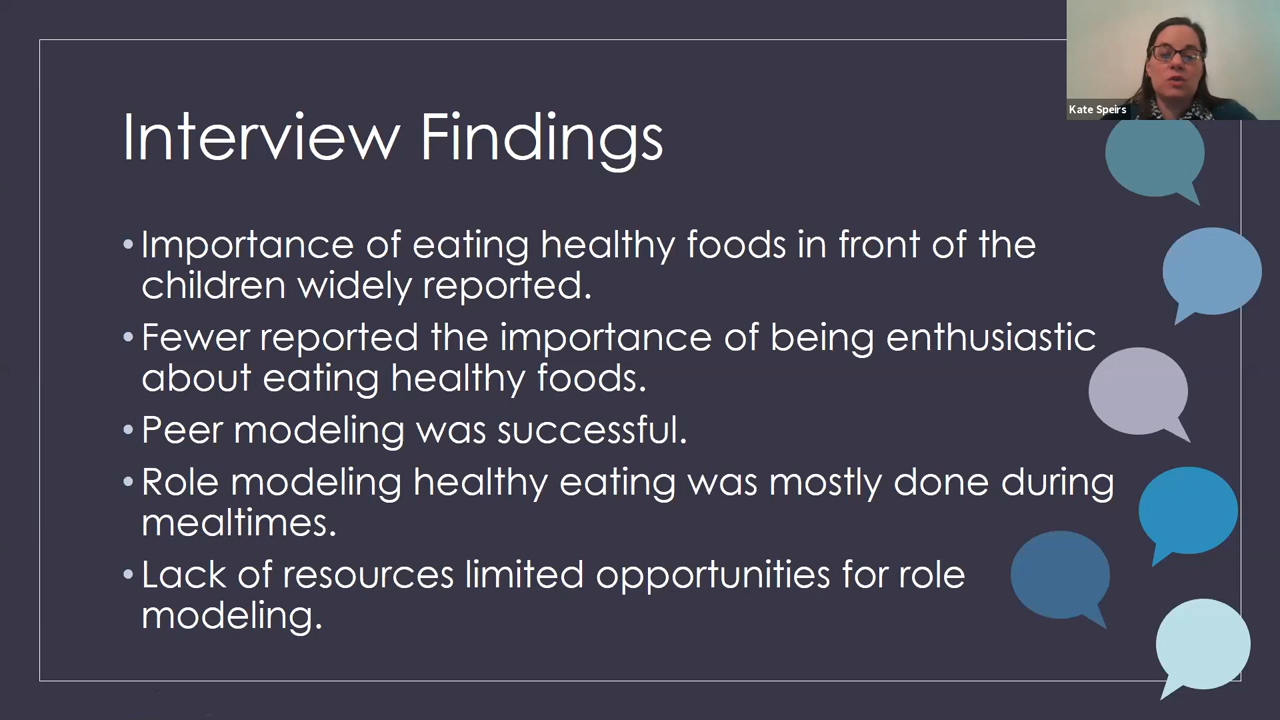 Kate Speirs
Interview Findings
• Importance of eating healthy foods in front of the
children widely reported.
• Fewer reported the importance of being enthusiastic
about eating healthy foods.
• Peer modeling was successful.
• Role modeling healthy eating was mostly done during
mealtimes.
• Lack of resources limited opportunities for role
modeling.